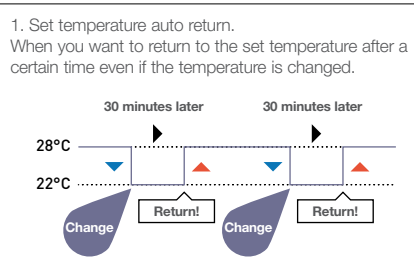 1. Set temperature auto return.
When you want to return to the set temperature after a
certain time even if the temperature is changed.
30 minutes later 30 minutes later
28°C
22°C
Change Return! Change Return!